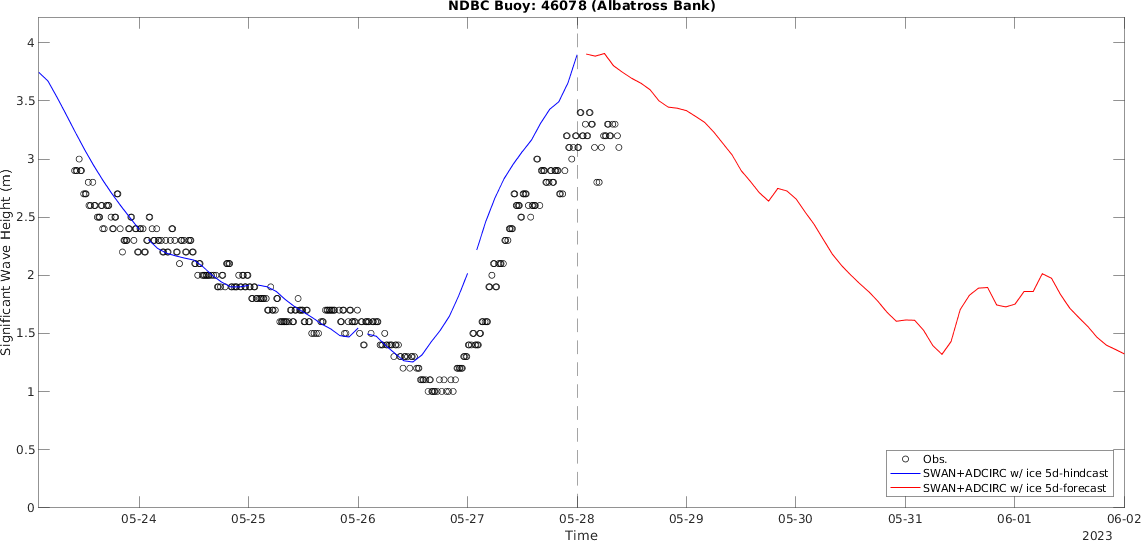 NDBC Buoy: 46078 (Albatross Bank)
4
3.5
3
2.5
2
1.5
1
0.5
0
Significant Wave Height (m)
Obs.
SWAN+ADCIRC w/ ice 5d-hindcast
SWAN+ADCIRC w/ ice 5d-forecast
05-24 05-25 05-26 05-27 05-28 05-29 05-30 05-31 06-01 06-02
Time
2023